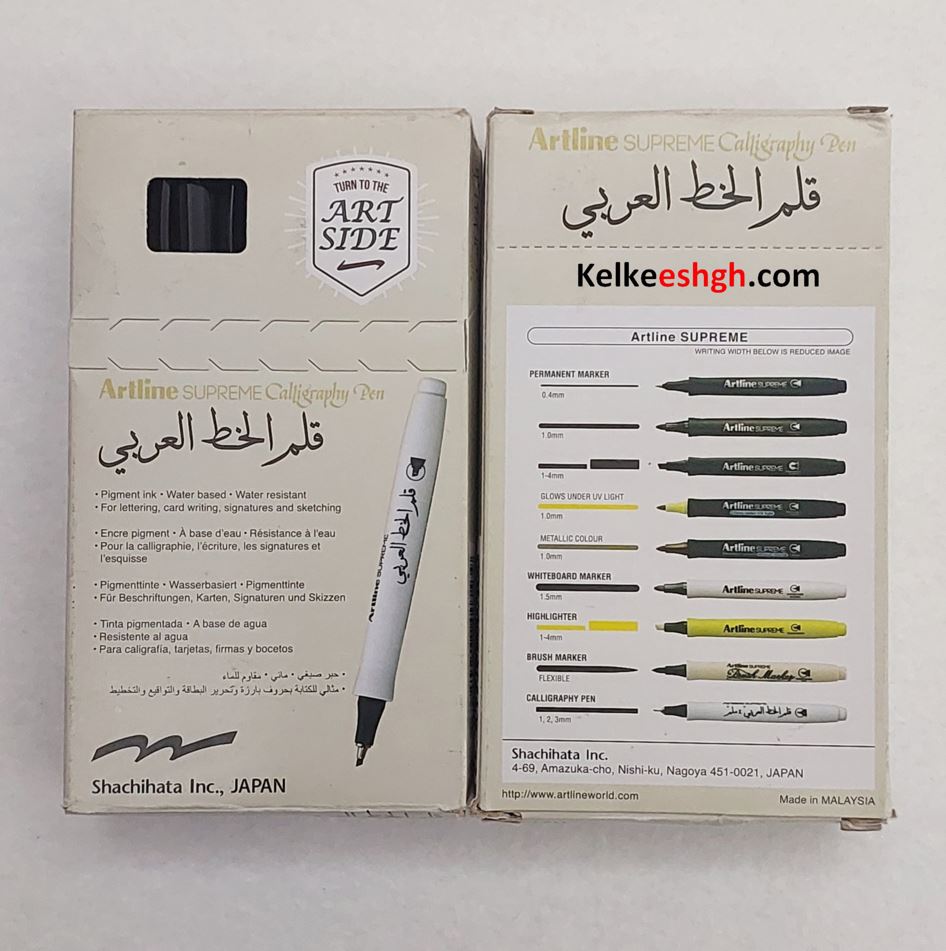 TURN TO THE
ART
SIDE
Artline SUPREME Calligraphy Pen
قلم الخط العربي
• Pigment ink • Water based • Water resistant
• For lettering, card writing, signatures and sketching
• Encre pigment • À base d'eau • Résistance à l'eau
• Pour la calligraphie, l'écriture, les signatures et
l'esquisse
• Pigmenttinte • Wasserbasiert • Pigmenttinte
• Für Beschriftungen, Karten, Signaturen und Skizzen
• Tinta pigmentada • A base de agua
• Resistente al agua
• Para caligrafía, tarjetas, firmas y bocetos
• حبر صبغي • مائي • مقاوم للماء
• مثالي للكتابة بحروف بارزة وتحرير البطاقة والتواقيع والتخطيط
Artline SUPREME
قلم الخط العربي
Shachihata Inc., JAPAN
Artline SUPREME Calligraphy Pen
قلم الخط العربي
Kelkeeshgh.com
Artline SUPREME
WRITING WIDTH BELOW IS REDUCED IMAGE
PERMANENT MARKER
0.4mm
Artline SUPREME
1.0mm
Artline SUPREME
1-4mm
Artline SUPREME
GLOWS UNDER UV LIGHT
1.0mm
Artline SUPREME
METALLIC COLOUR
1.0mm
Artline SUPREME
WHITEBOARD MARKER
1.5mm
Artline SUPREME
HIGHLIGHTER
1-4mm
Artline SUPREME
BRUSH MARKER
FLEXIBLE
Artline SUPREME
Brush Marker
CALLIGRAPHY PEN
1, 2, 3mm
قلم الخط العربي
Shachihata Inc.
4-69, Amazuka-cho, Nishi-ku, Nagoya 451-0021, JAPAN
http://www.artlineworld.com
Made in MALAYSIA